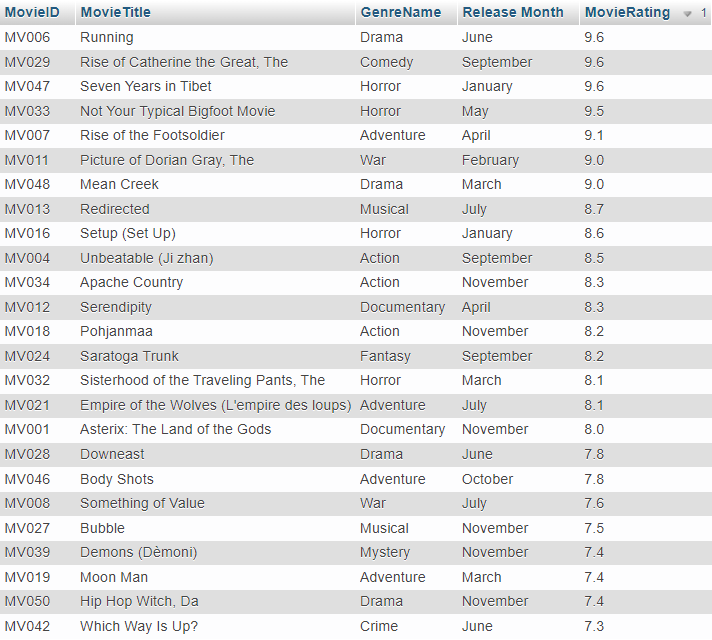 MovieID MovieTitle GenreName Release Month MovieRating 1
MV006 Running Drama June 9.6
MV029 Rise of Catherine the Great, The Comedy September 9.6
MV047 Seven Years in Tibet Horror January 9.6
MV033 Not Your Typical Bigfoot Movie Horror May 9.5
MV007 Rise of the Footsoldier Adventure April 9.1
MV011 Picture of Dorian Gray, The War February 9.0
MV048 Mean Creek Drama March 9.0
MV013 Redirected Musical July 8.7
MV016 Setup (Set Up) Horror January 8.6
MV004 Unbeatable (Ji zhan) Action September 8.5
MV034 Apache Country Action November 8.3
MV012 Serendipity Documentary April 8.3
MV018 Pohjanmaa Action November 8.2
MV024 Saratoga Trunk Fantasy September 8.2
MV032 Sisterhood of the Traveling Pants, The Horror March 8.1
MV021 Empire of the Wolves (L'empire des loups) Adventure July 8.1
MV001 Asterix: The Land of the Gods Documentary November 8.0
MV028 Downeast Drama June 7.8
MV046 Body Shots Adventure October 7.8
MV008 Something of Value War July 7.6
MV027 Bubble Musical November 7.5
MV039 Demons (Dèmoni) Mystery November 7.4
MV019 Moon Man Adventure March 7.4
MV050 Hip Hop Witch, Da Drama November 7.4
MV042 Which Way Is Up? Crime June 7.3